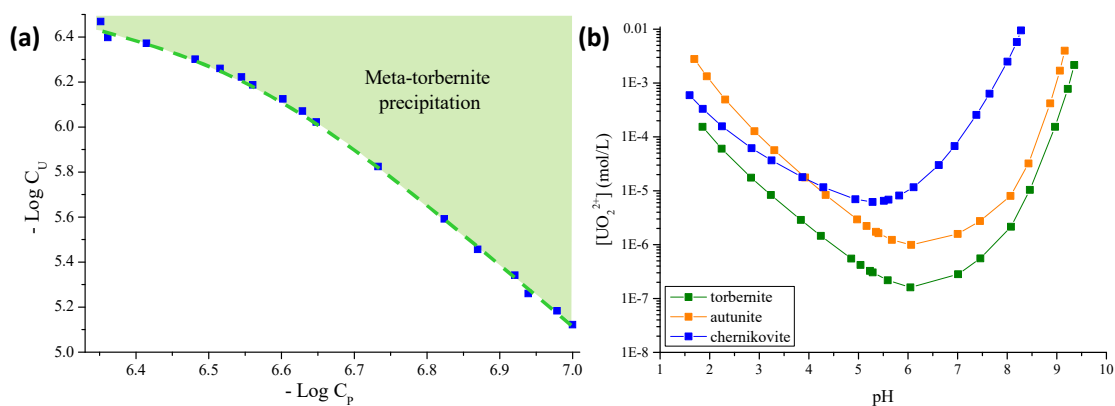 (a)
6.4
6.2
6.0
5.8
5.6
5.4
5.2
5.0
- Log C_U
Meta-torbernite
precipitation
6.4 6.5 6.6 6.7 6.8 6.9 7.0
- Log C_P
(b)
0.01
1E-3
1E-4
1E-5
1E-6
1E-7
1E-8
[UO₂²⁺] (mol/L)
torbernite
autunite
chernikovite
1 2 3 4 5 6 7 8 9 10
pH